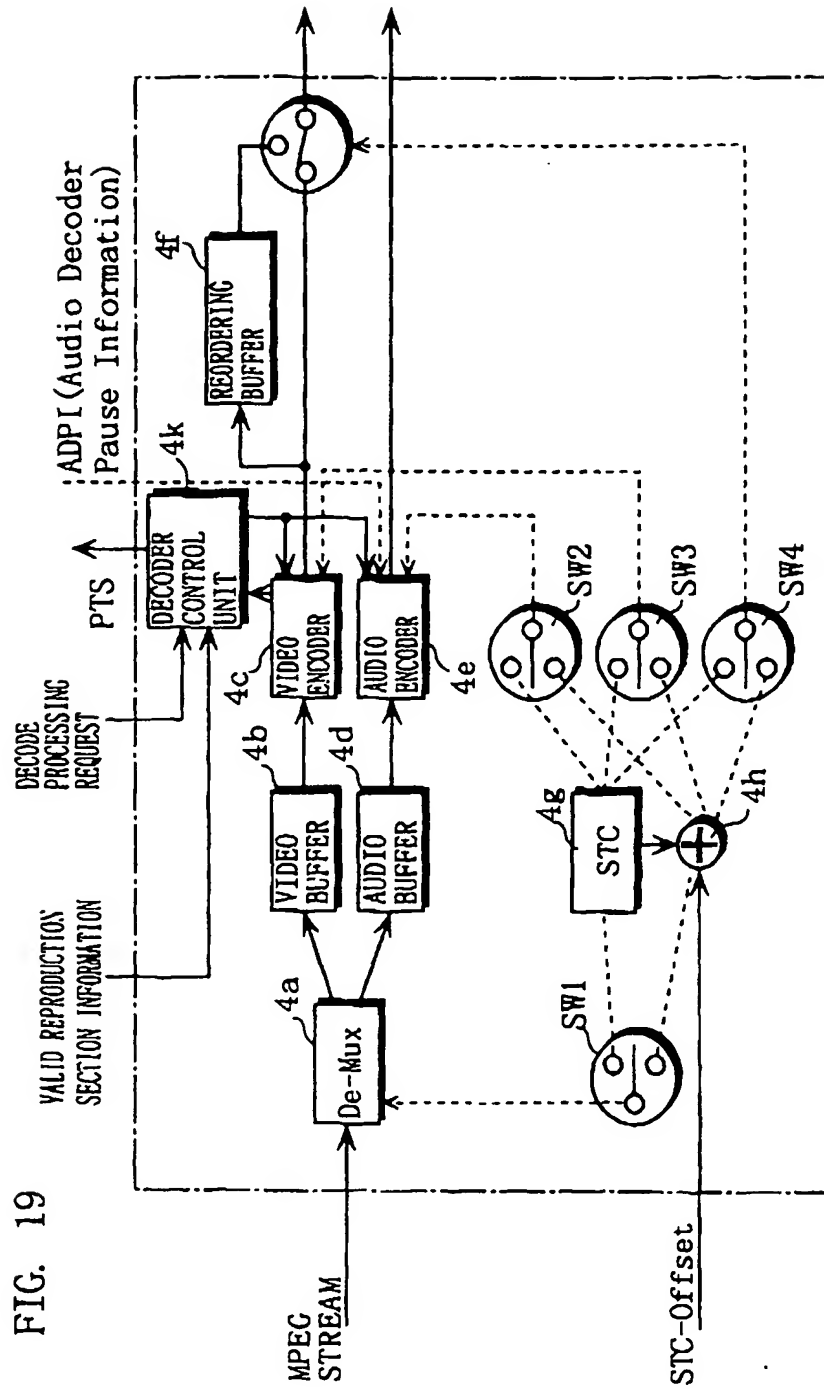 FIG. 19
MPEG
STREAM
STC-Offset
VALID REPRODUCTION
SECTION INFORMATION
DECODE
PROCESSING
REQUEST
PTS
ADPI(Audio Decoder
Pause Information)
4k
DECODER
CONTROL
UNIT
4f
REORDERING
BUFFER
4a
De-Mux
4b
VIDEO
BUFFER
4c
VIDEO
ENCODER
4d
AUDIO
BUFFER
AUDIO
ENCODER
4e
SW1
4g
STC
4h
SW2
SW3
SW4